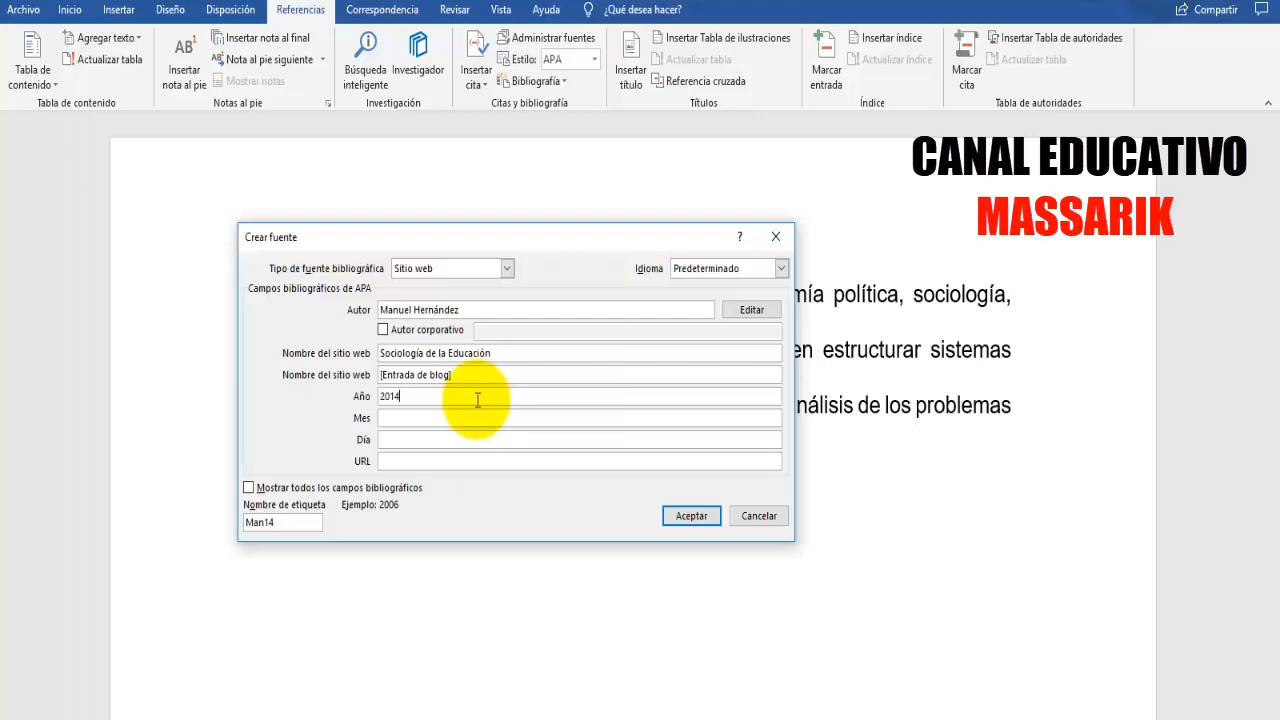 Archivo Inicio Insertar Diseño Disposición Referencias Correspondencia Revisar Vista Ayuda ¿Qué desea hacer? Compartir
Tabla de contenido
Agregar texto
Actualizar tabla
Tabla de contenido
AB1
Insertar nota al pie
Insertar nota al final
Nota al pie siguiente
Mostrar notas
Notas al pie
Búsqueda inteligente
Investigador
Investigación
Insertar cita
Administrar fuentes
Estilo: APA
Bibliografía
Citas y bibliografía
Insertar título
Insertar Tabla de ilustraciones
Actualizar tabla
Referencia cruzada
Títulos
Marcar entrada
Insertar índice
Actualizar índice
Índice
Marcar cita
Insertar Tabla de autoridades
Actualizar tabla
Tabla de autoridades
CANAL EDUCATIVO
MASSARIK
Crear fuente ?
Tipo de fuente bibliográfica Sitio web Idioma Predeterminado
Campos bibliográficos de APA
Autor Manuel Hernández Editar
Autor corporativo
Nombre del sitio web Sociología de la Educación
Nombre del sitio web [Entrada de blog]
Año 2014
Mes
Día
URL
Mostrar todos los campos bibliográficos
Nombre de etiqueta Ejemplo: 2006
Man14
Aceptar Cancelar
política, sociología,
en estructurar sistemas
de los problemas